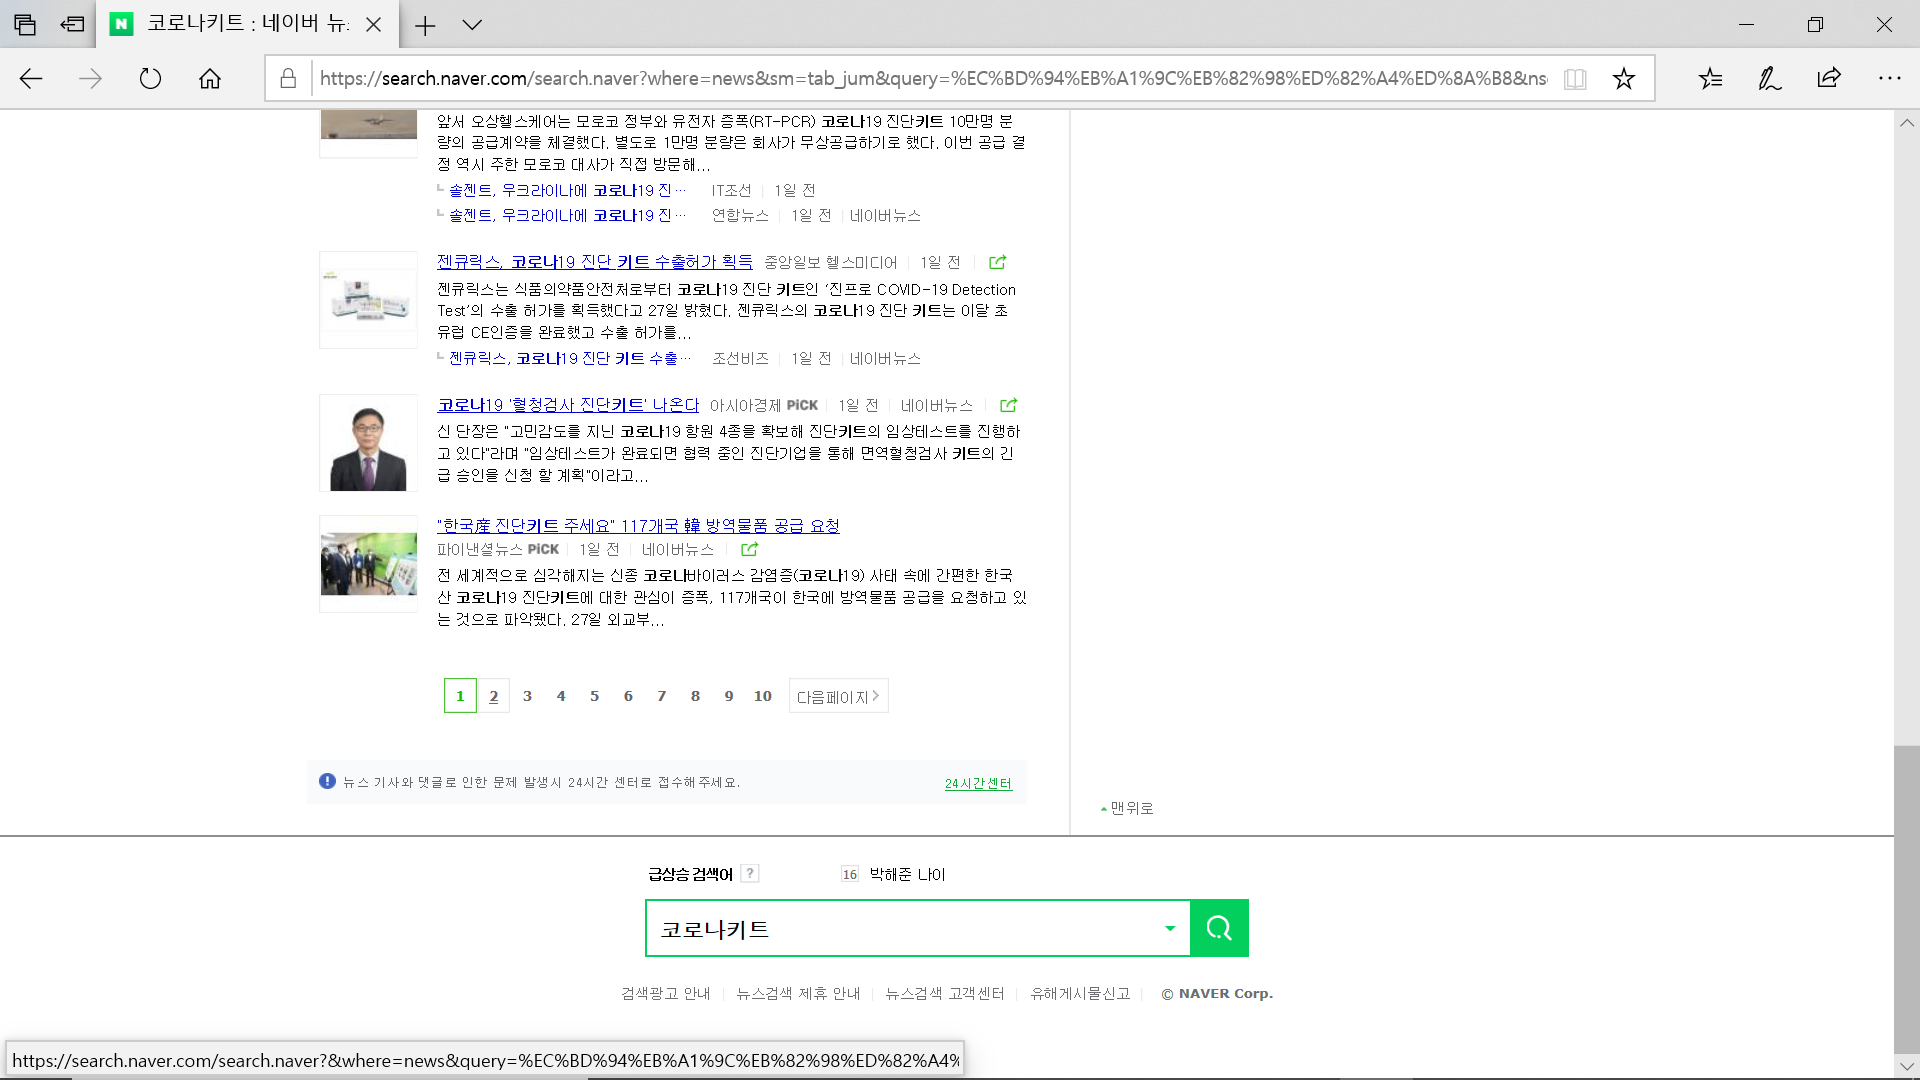 코로나키트 : 네이버 뉴스
https://search.naver.com/search.naver?where=news&sm=tab_jum&query=%EC%BD%94%EB%A1%9C%EB%82%98%ED%82%A4%ED%8A%B8&nso
앞서 오상헬스케어는 모로코 정부와 유전자 증폭(RT-PCR) 코로나19 진단키트 10만명 분
량의 공급계약을 체결했다. 별도로 1만명 분량은 회사가 무상공급하기로 했다. 이번 공급 결
정 역시 주한 모로코 대사가 직접 방문해...
솔젠트, 우크라이나에 코로나19 진… IT조선 1일 전
솔젠트, 우크라이나에 코로나19 진… 연합뉴스 1일 전 네이버뉴스
젠큐릭스, 코로나19 진단 키트 수출허가 획득 중앙일보 헬스미디어 1일 전
젠큐릭스는 식품의약품안전처로부터 코로나19 진단 키트인 ‘진프로 COVID-19 Detection
Test’의 수출 허가를 획득했다고 27일 밝혔다. 젠큐릭스의 코로나19 진단 키트는 이달 초
유럽 CE인증을 완료했고 수출 허가를...
젠큐릭스, 코로나19 진단 키트 수출… 조선비즈 1일 전 네이버뉴스
코로나19 '혈청검사 진단키트' 나온다 아시아경제 PiCK 1일 전 네이버뉴스
신 단장은 "고민감도를 지닌 코로나19 항원 4종을 확보해 진단키트의 임상테스트를 진행하
고 있다"라며 "임상테스트가 완료되면 협력 중인 진단기업을 통해 면역혈청검사 키트의 긴
급 승인을 신청 할 계획"이라고...
"한국産 진단키트 주세요" 117개국 韓 방역물품 공급 요청
파이낸셜뉴스 PiCK 1일 전 네이버뉴스
전 세계적으로 심각해지는 신종 코로나바이러스 감염증(코로나19) 사태 속에 간편한 한국
산 코로나19 진단키트에 대한 관심이 증폭, 117개국이 한국에 방역물품 공급을 요청하고 있
는 것으로 파악됐다. 27일 외교부...
1 2 3 4 5 6 7 8 9 10 다음페이지
뉴스 기사와 댓글로 인한 문제 발생시 24시간 센터로 접수해주세요. 24시간센터
맨위로
급상승 검색어 ? 16 박해준 나이
코로나키트
검색광고 안내 뉴스검색 제휴 안내 뉴스검색 고객센터 유해게시물신고 © NAVER Corp.
https://search.naver.com/search.naver?&where=news&query=%EC%BD%94%EB%A1%9C%EB%82%98%ED%82%A4%